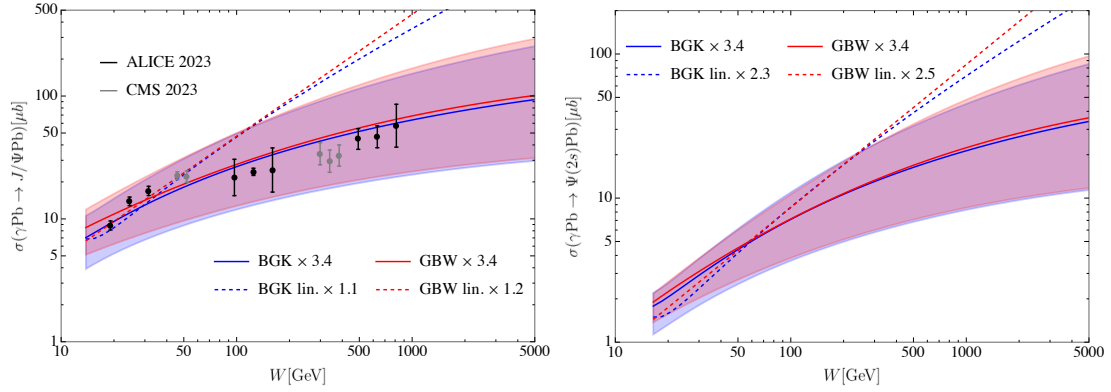 σ(γPb → J/ΨPb)[μb]
500
100
50
10
5
1
ALICE 2023
CMS 2023
BGK × 3.4
GBW × 3.4
BGK lin. × 1.1
GBW lin. × 1.2
10
50
100
500
1000
5000
W[GeV]
σ(γPb → Ψ(2s)Pb)[μb]
100
50
10
5
1
BGK × 3.4
GBW × 3.4
BGK lin. × 2.3
GBW lin. × 2.5
10
50
100
500
1000
5000
W[GeV]